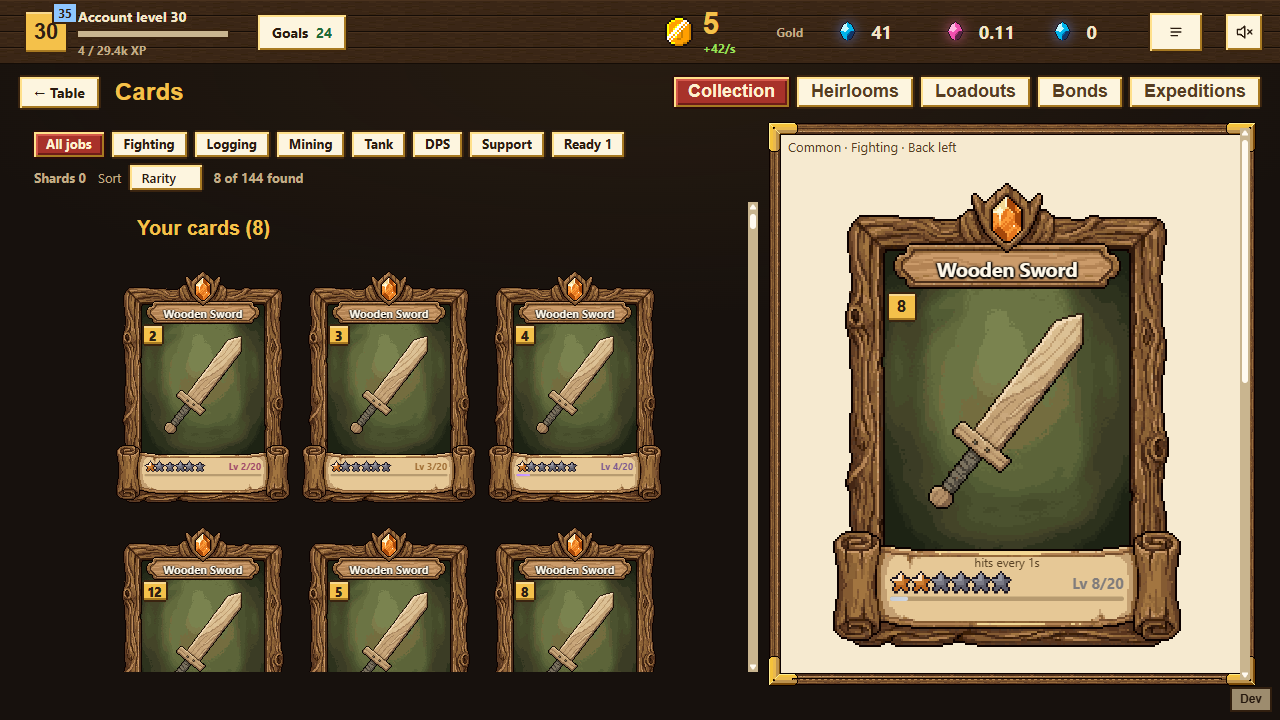 30
35
Account level 30
4 / 29.4k XP
Goals 24
5
+42/s
Gold
41
0.11
0
← Table
Cards
Collection
Heirlooms
Loadouts
Bonds
Expeditions
All jobs
Fighting
Logging
Mining
Tank
DPS
Support
Ready 1
Shards 0
Sort
Rarity
8 of 144 found
Your cards (8)
Wooden Sword
2
Lv 2/20
Wooden Sword
3
Lv 3/20
Wooden Sword
4
Lv 4/20
Wooden Sword
12
Wooden Sword
5
Wooden Sword
8
Common · Fighting · Back left
Wooden Sword
8
hits every 1s
Lv 8/20
Dev